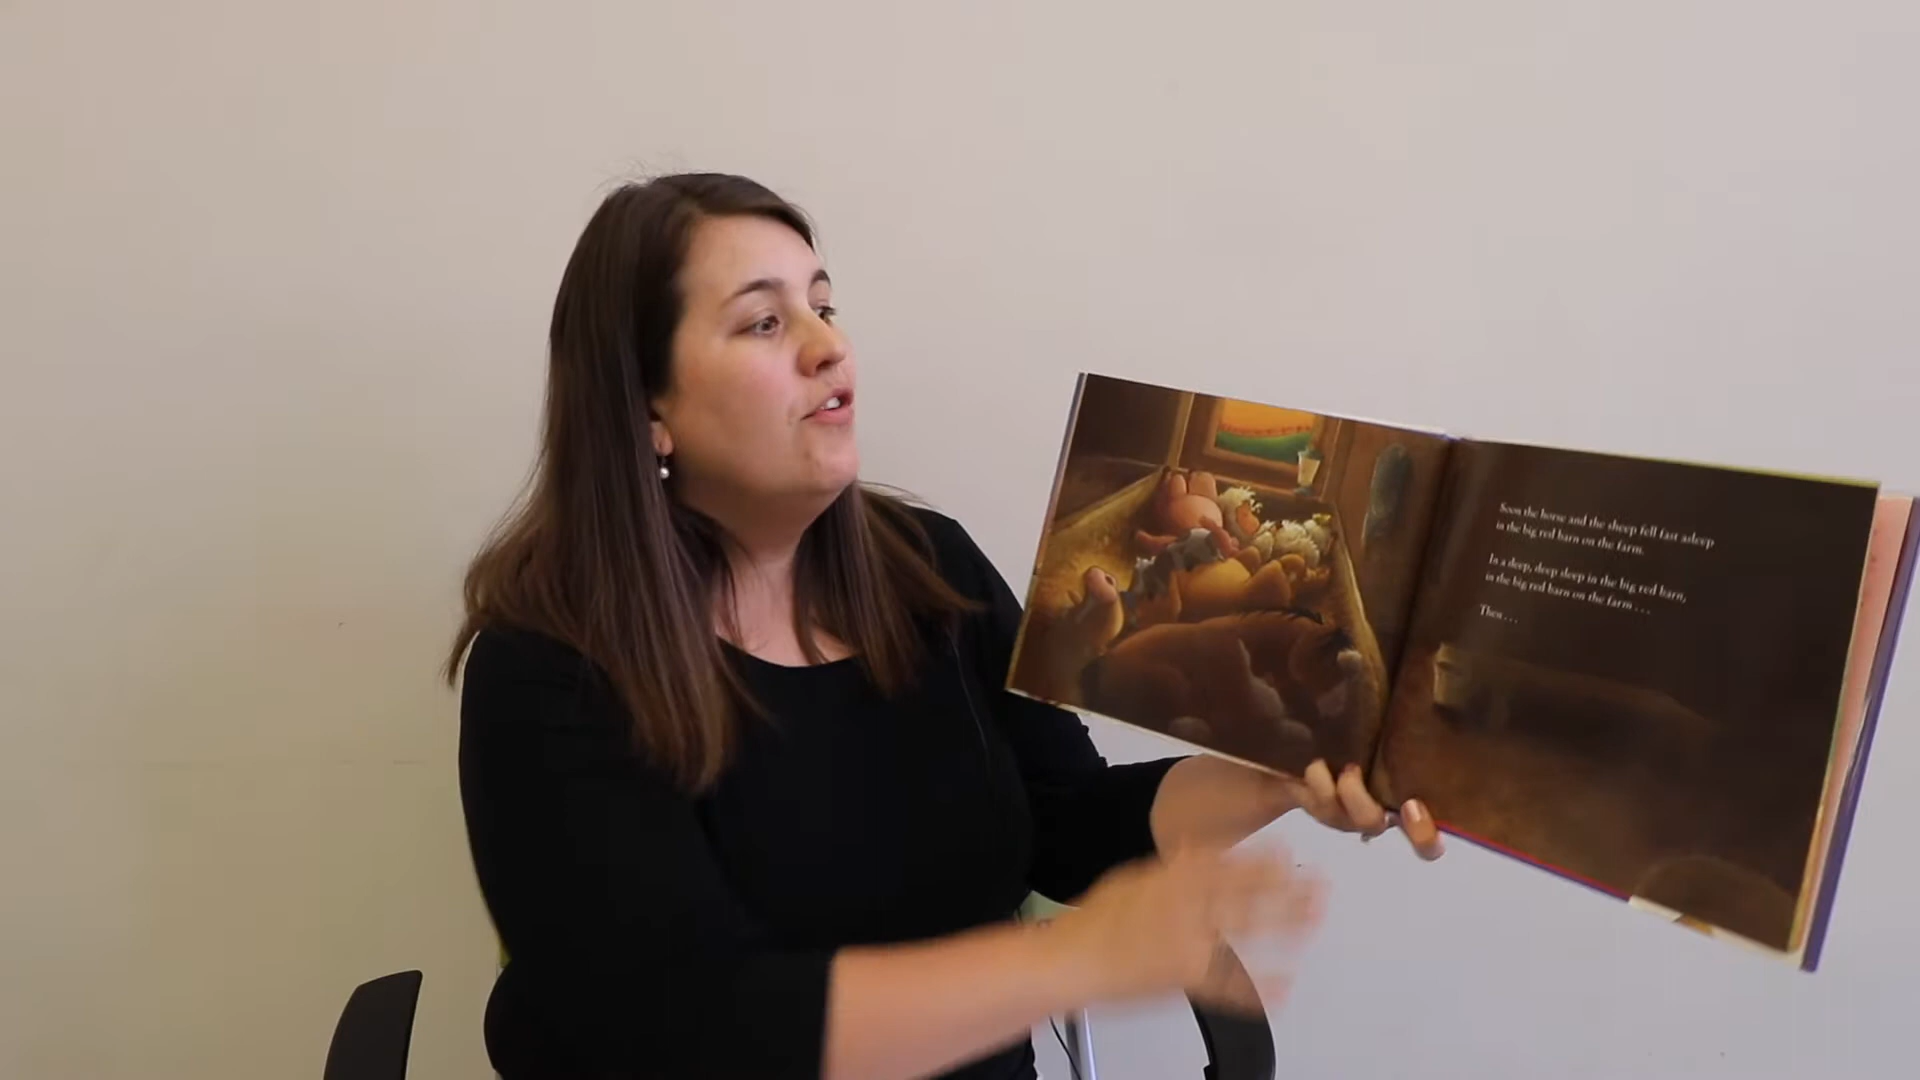 Soon the horse and the sheep fell fast asleep
in the big red barn on the farm.
In a deep, deep sleep in the big red barn,
in the big red barn on the farm . . .
Then . . .